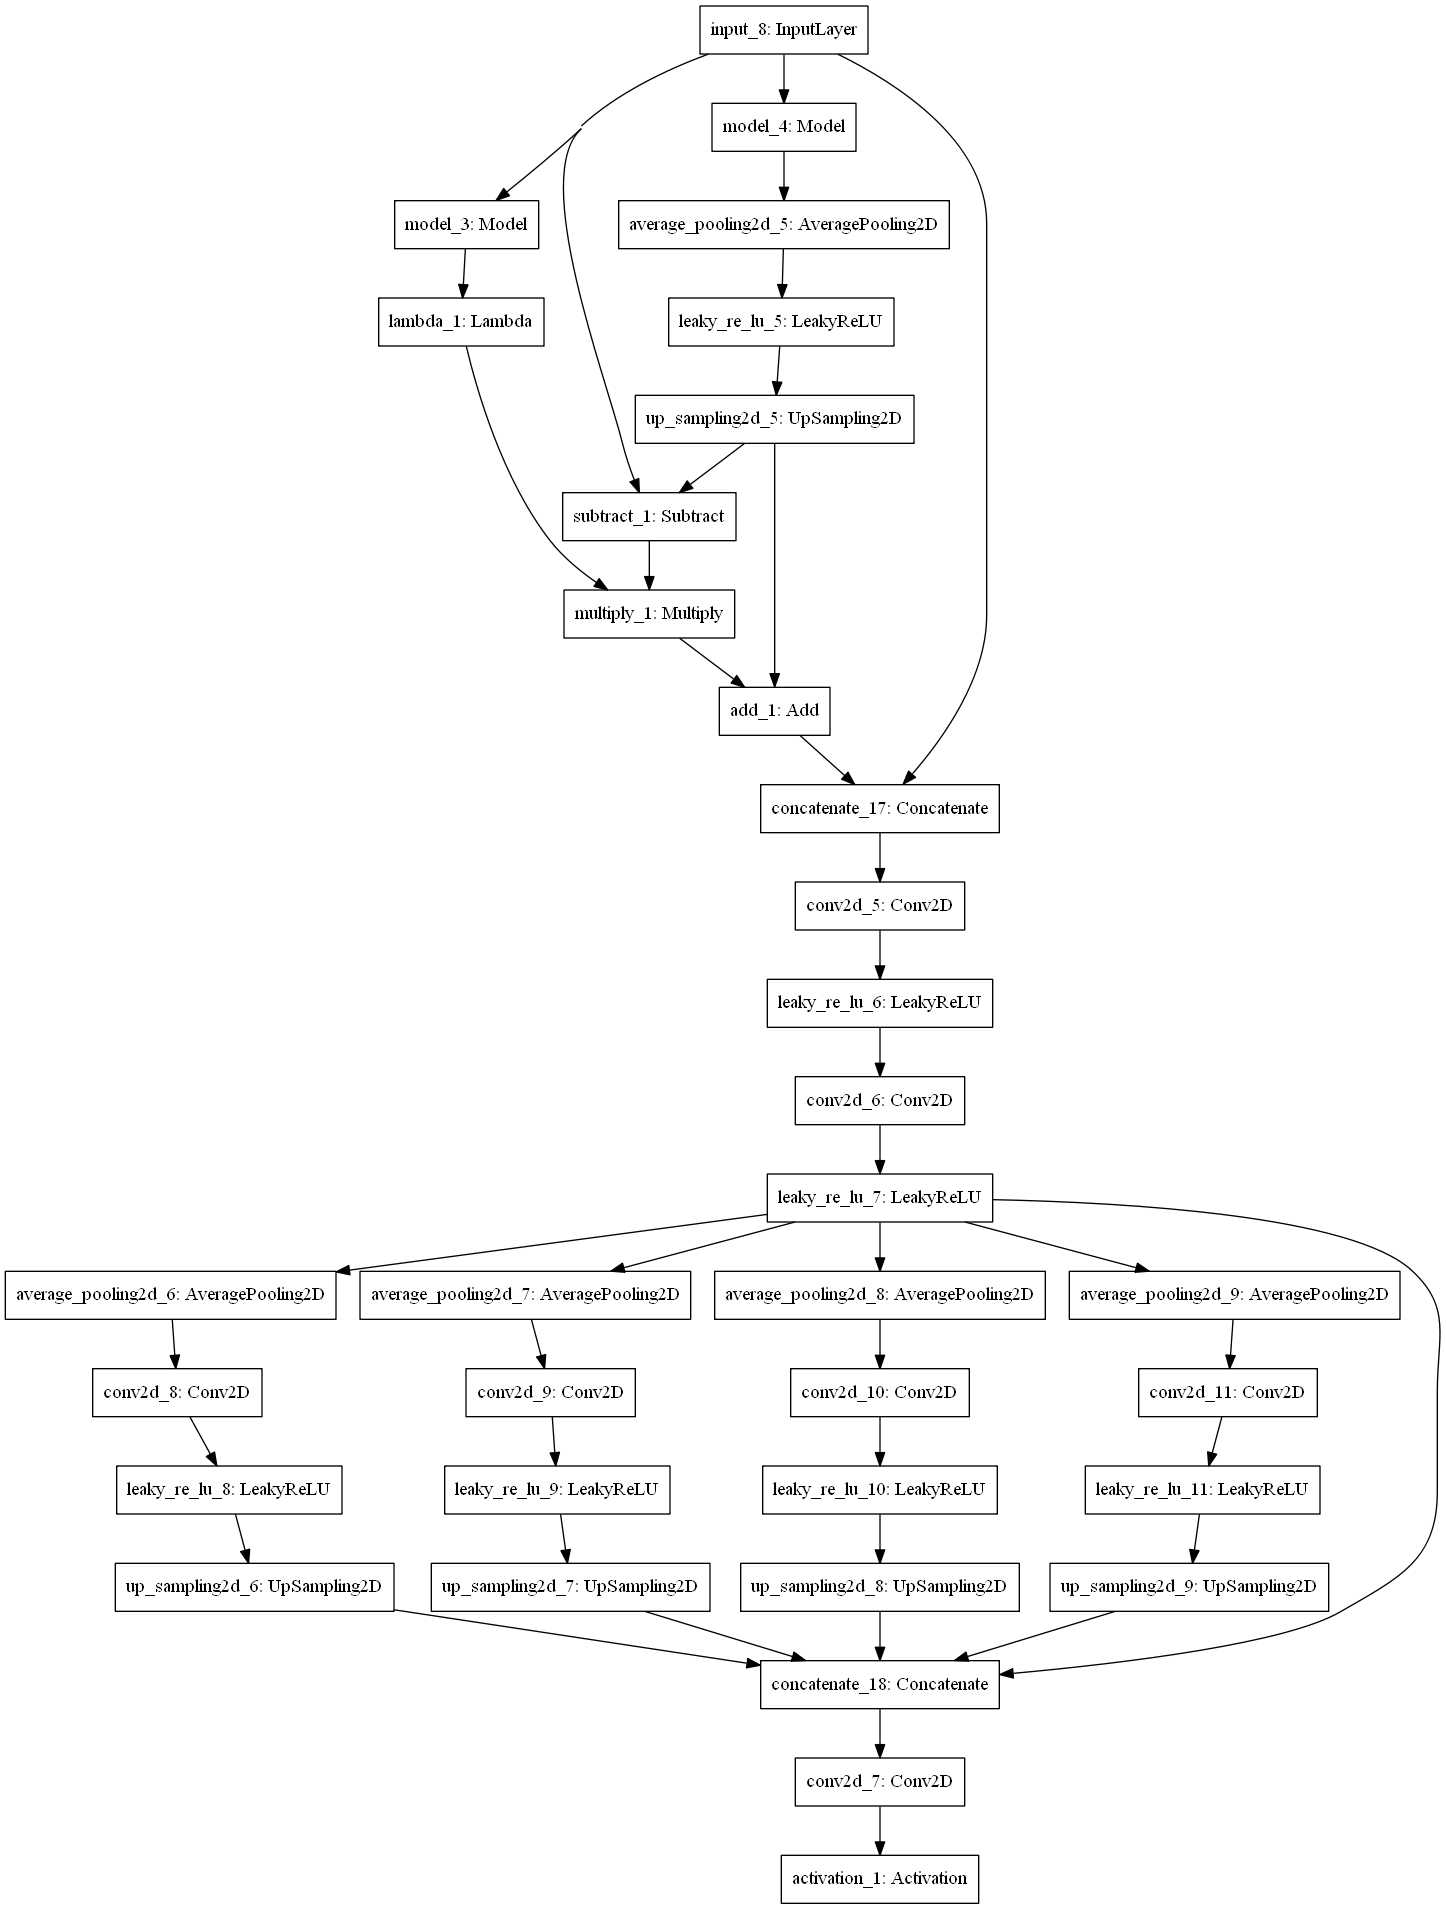 input_8: InputLayer
model_4: Model
model_3: Model
average_pooling2d_5: AveragePooling2D
lambda_1: Lambda
leaky_re_lu_5: LeakyReLU
up_sampling2d_5: UpSampling2D
subtract_1: Subtract
multiply_1: Multiply
add_1: Add
concatenate_17: Concatenate
conv2d_5: Conv2D
leaky_re_lu_6: LeakyReLU
conv2d_6: Conv2D
leaky_re_lu_7: LeakyReLU
average_pooling2d_6: AveragePooling2D
average_pooling2d_7: AveragePooling2D
average_pooling2d_8: AveragePooling2D
average_pooling2d_9: AveragePooling2D
conv2d_8: Conv2D
conv2d_9: Conv2D
conv2d_10: Conv2D
conv2d_11: Conv2D
leaky_re_lu_8: LeakyReLU
leaky_re_lu_9: LeakyReLU
leaky_re_lu_10: LeakyReLU
leaky_re_lu_11: LeakyReLU
up_sampling2d_6: UpSampling2D
up_sampling2d_7: UpSampling2D
up_sampling2d_8: UpSampling2D
up_sampling2d_9: UpSampling2D
concatenate_18: Concatenate
conv2d_7: Conv2D
activation_1: Activation